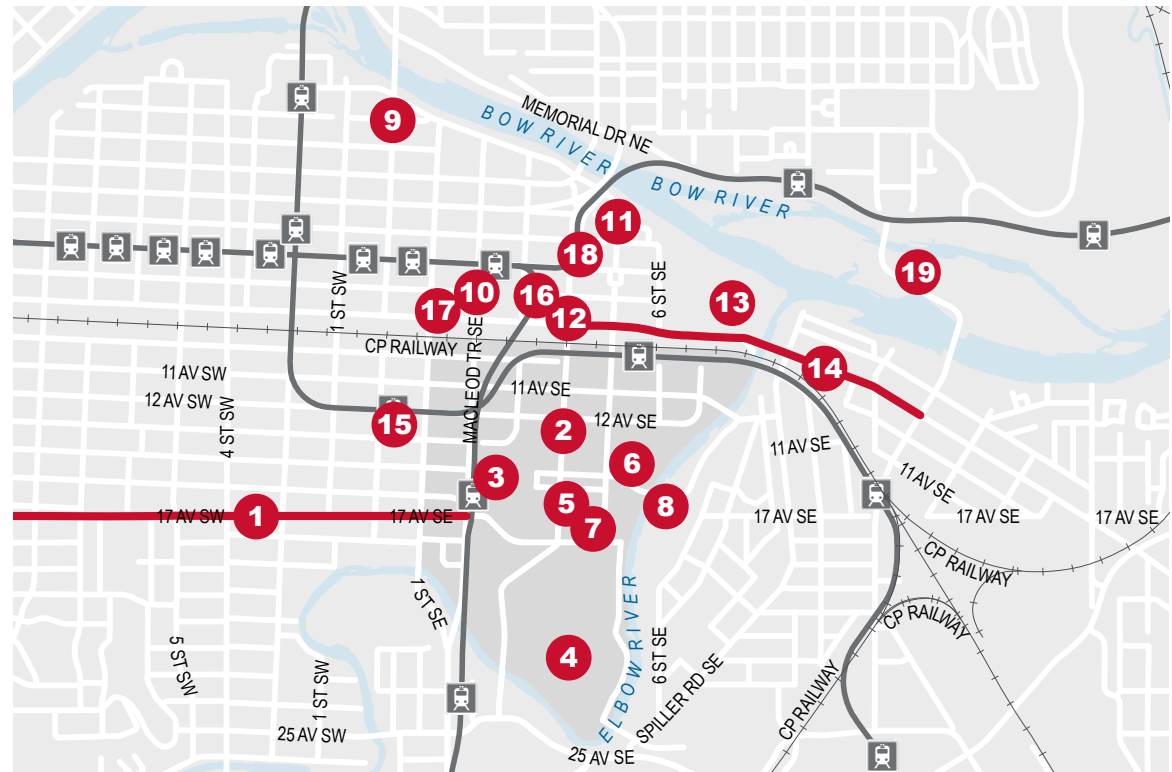 MEMORIAL DR NE
9
BOW RIVER
BOW RIVER
11
18
19
1 ST SW
6 ST SE
10
16
13
17
12
MACLEOD TR SE
CP RAILWAY
14
11 AV SW
11 AV SE
12 AV SW
4 ST SW
15
12 AV SE
2
11 AV SE
6
3
11 AV SE
5
8
17 AV SW
1
17 AV SE
7
17 AV SE
17 AV SE
17 AV SE
CP RAILWAY
1 ST SE
ELBOW RIVER
CP RAILWAY
5 ST SW
1 ST SW
4
6 ST SE
SPILLER RD SE
CP RAILWAY
25 AV SW
25 AV SE